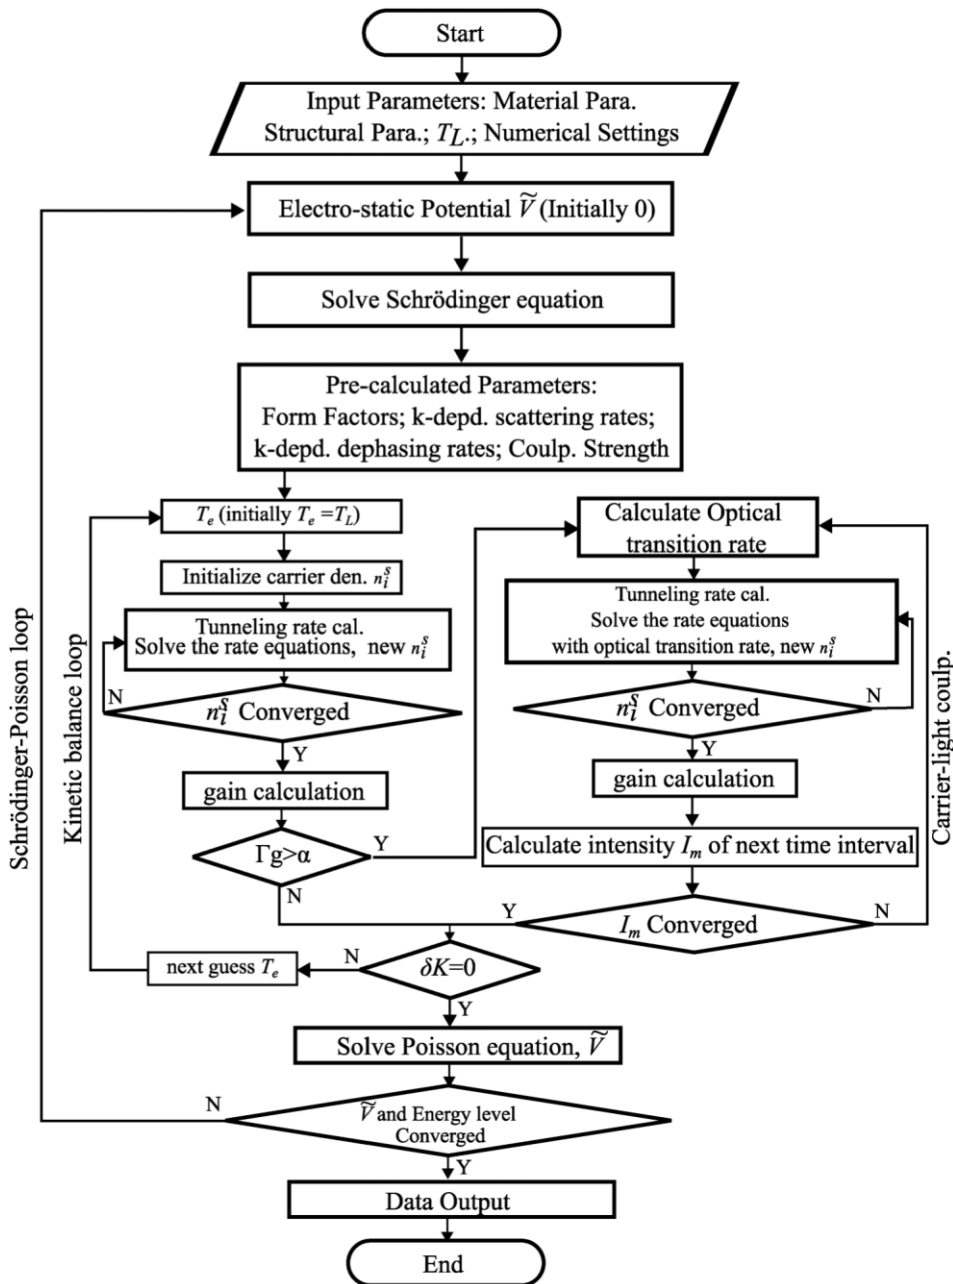 Start
Input Parameters: Material Para.
Structural Para.; T_L.; Numerical Settings
Electro-static Potential Ṽ (Initially 0)
Solve Schrödinger equation
Pre-calculated Parameters:
Form Factors; k-depd. scattering rates;
k-depd. dephasing rates; Coulp. Strength
T_e (initially T_e =T_L)
Initialize carrier den. n_i^s
Tunneling rate cal.
Solve the rate equations, new n_i^s
N
n_i^s Converged
Y
gain calculation
Γg>α
Y
N
Calculate Optical
transition rate
Tunneling rate cal.
Solve the rate equations
with optical transition rate, new n_i^s
n_i^s Converged
N
Y
gain calculation
Calculate intensity I_m of next time interval
Y
I_m Converged
N
next guess T_e
N
δK=0
Y
Solve Poisson equation, Ṽ
N
Ṽ and Energy level
Converged
Y
Data Output
End
Schrödinger-Poisson loop
Kinetic balance loop
Carrier-light coulp.